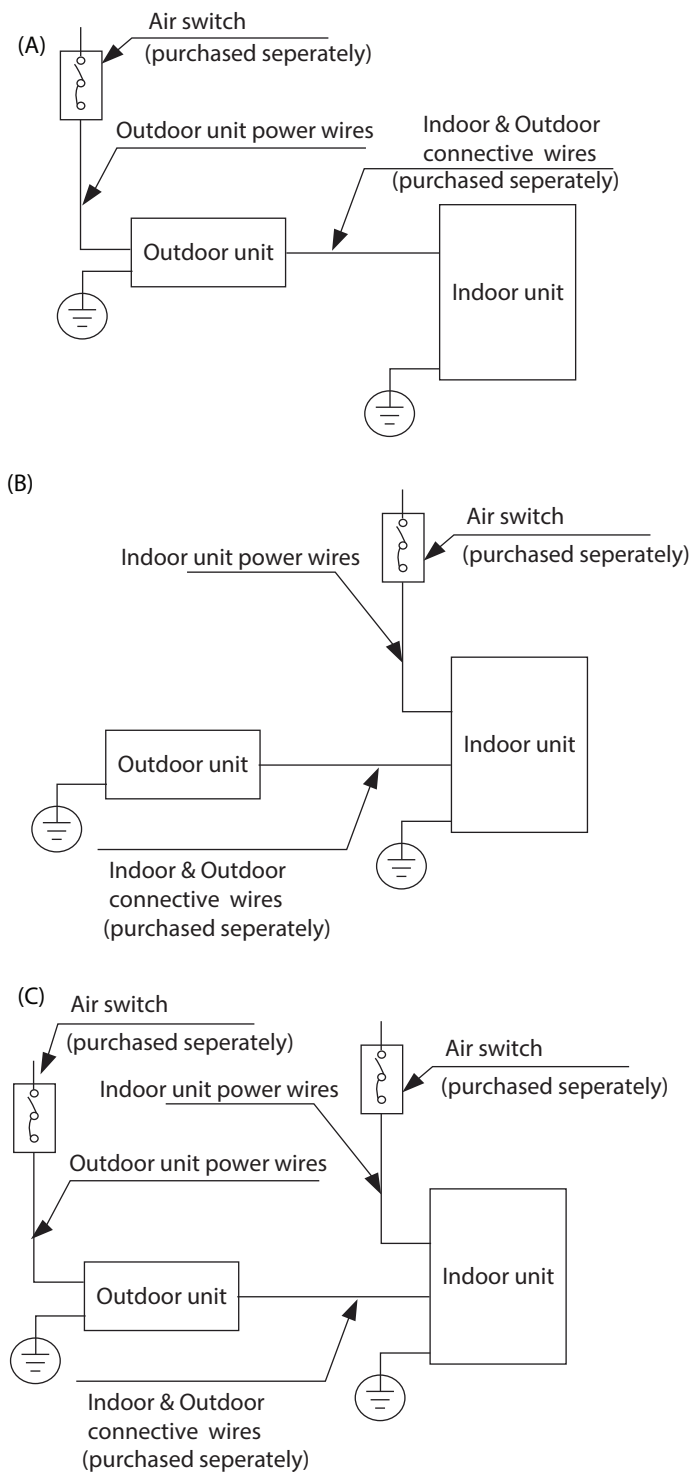 (A)
Air switch
(purchased seperately)
Outdoor unit power wires
Indoor & Outdoor
connective wires
(purchased seperately)
Outdoor unit
Indoor unit
(B)
Air switch
(purchased seperately)
Indoor unit power wires
Outdoor unit
Indoor unit
Indoor & Outdoor
connective wires
(purchased seperately)
(C)
Air switch
(purchased seperately)
Air switch
(purchased seperately)
Indoor unit power wires
Outdoor unit power wires
Outdoor unit
Indoor unit
Indoor & Outdoor
connective wires
(purchased seperately)